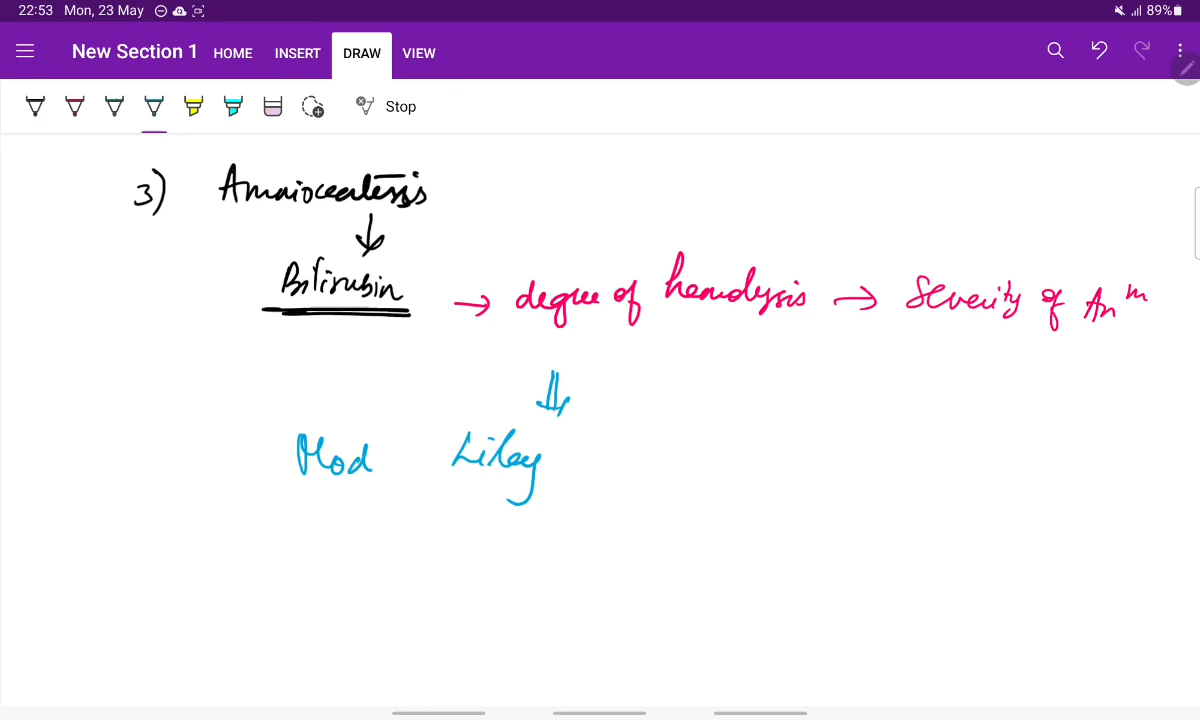 22:53 Mon, 23 May 89%
New Section 1 HOME INSERT DRAW VIEW
Stop
3) Amniocentesis
↓
Bilirubin → degree of hemolysis → Severity of An^m
⇓
Mod Liley